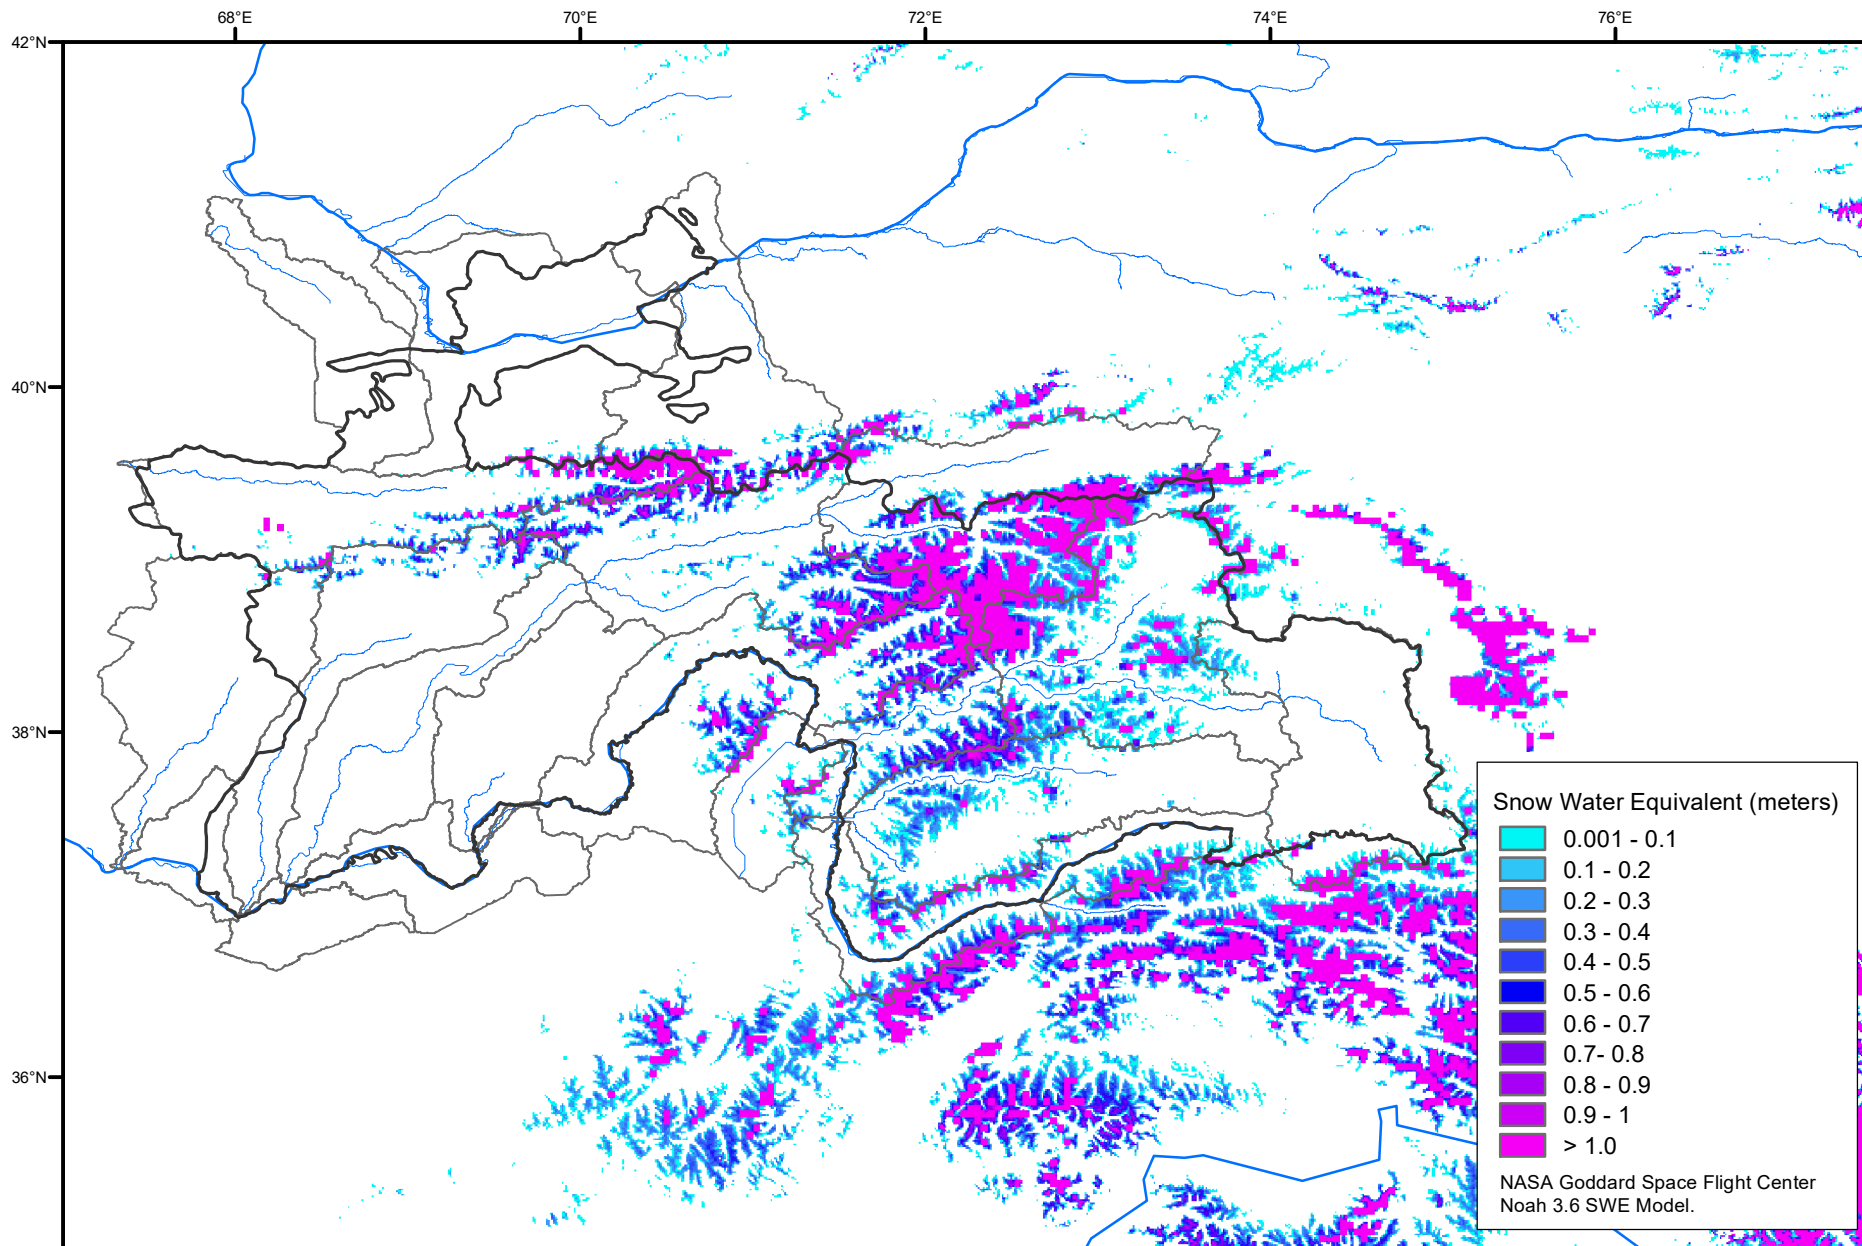 68°E 70°E 72°E 74°E 76°E
42°N
40°N
38°N
36°N
Snow Water Equivalent (meters)
0.001 - 0.1
0.1 - 0.2
0.2 - 0.3
0.3 - 0.4
0.4 - 0.5
0.5 - 0.6
0.6 - 0.7
0.7- 0.8
0.8 - 0.9
0.9 - 1
> 1.0
NASA Goddard Space Flight Center
Noah 3.6 SWE Model.